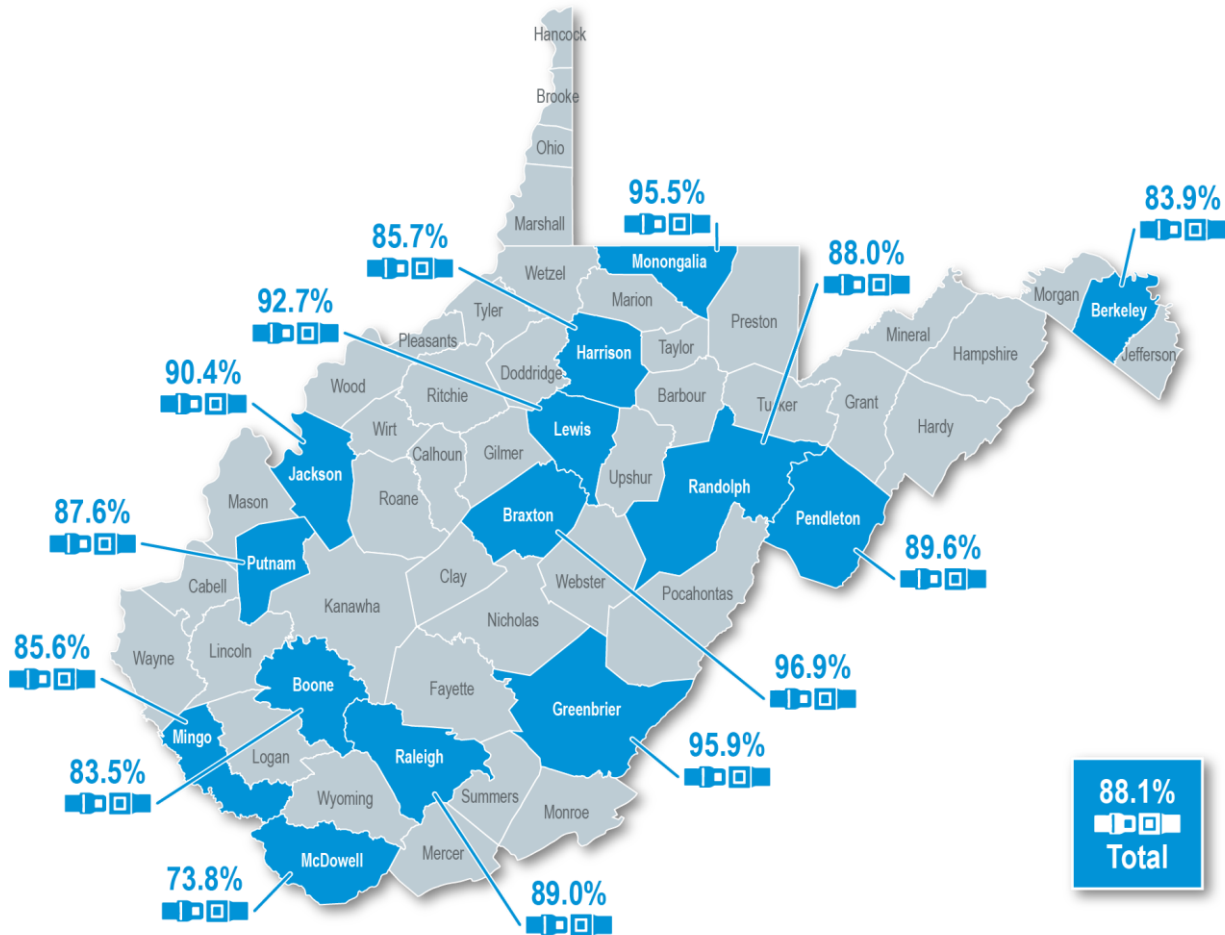 Hancock
Brooke
Ohio
95.5%
83.9%
Marshall
85.7%
88.0%
Monongalia
Wetzel
Morgan
Marion
Berkeley
92.7%
Tyler
Preston
Mineral
Pleasants
Harrison
Taylor
Hampshire
Jefferson
Doddridge
90.4%
Wood
Ritchie
Barbour
Tucker
Grant
Hardy
Wirt
Lewis
Calhoun
Gilmer
Jackson
Upshur
Randolph
Mason
Roane
87.6%
Braxton
Pendleton
Putnam
89.6%
Cabell
Clay
Webster
Pocahontas
Kanawha
Nicholas
85.6%
Wayne
Lincoln
96.9%
Boone
Fayette
Greenbrier
Mingo
95.9%
83.5%
Logan
Raleigh
Wyoming
Summers
Monroe
88.1%
Total
Mercer
McDowell
73.8%
89.0%